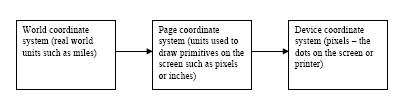 World coordinate
system (real world
units such as miles)
Page coordinate
system (units used to
draw primitives on the
screen such as pixels
or inches)
Device coordinate
system (pixels – the
dots on the screen or
printer)